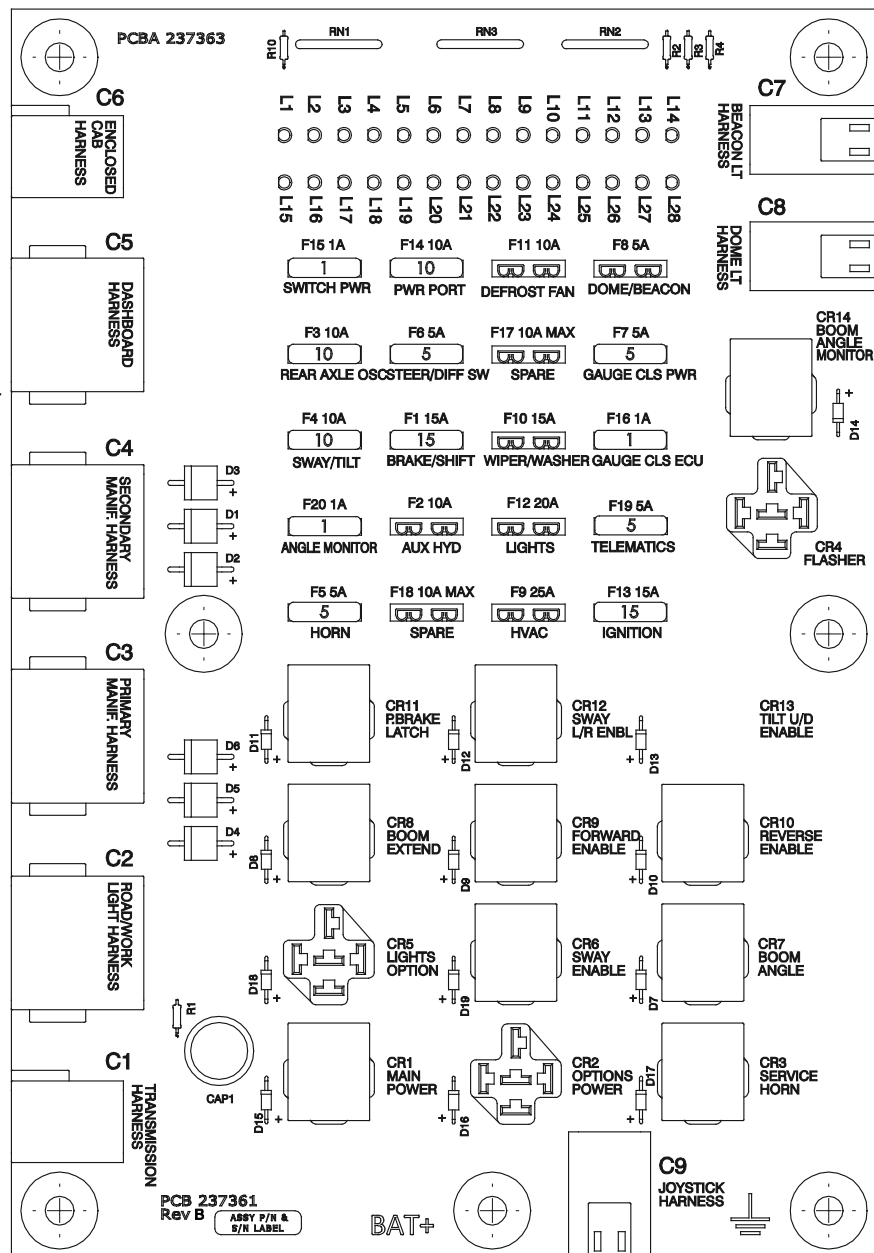 PCBA 237363
R10
RN1
RN3
RN2
R2
R3
R4
C6
ENCLOSED
CAB
HARNESS
C7
BEACON LT
HARNESS
L1 L2 L3 L4 L5 L6 L7 L8 L9 L10 L11 L12 L13 L14
L15 L16 L17 L18 L19 L20 L21 L22 L23 L24 L25 L26 L27 L28
C8
DOME LT
HARNESS
C5
DASHBOARD
HARNESS
F15 1A
1
SWITCH PWR
F14 10A
10
PWR PORT
F11 10A
DEFROST FAN
F8 5A
DOME/BEACON
F3 10A
10
REAR AXLE OSC
F6 5A
5
STEER/DIFF SW
F17 10A MAX
SPARE
F7 5A
5
GAUGE CLS PWR
CR14
BOOM
ANGLE
MONITOR
+
D14
F4 10A
10
SWAY/TILT
F1 15A
15
BRAKE/SHIFT
F10 15A
WIPER/WASHER
F16 1A
1
GAUGE CLS ECU
C4
SECONDARY
MANIF. HARNESS
D3
+
D1
+
D2
+
F20 1A
1
ANGLE MONITOR
F2 10A
AUX HYD
F12 20A
LIGHTS
F19 5A
5
TELEMATICS
CR4
FLASHER
F5 5A
5
HORN
F18 10A MAX
SPARE
F9 25A
HVAC
F13 15A
15
IGNITION
C3
PRIMARY
MANIF. HARNESS
D6
+
D5
+
D4
+
D11
+
CR11
P.BRAKE
LATCH
D12
+
CR12
SWAY
L/R ENBL
D13
+
CR13
TILT U/D
ENABLE
D8
+
CR8
BOOM
EXTEND
D9
+
CR9
FORWARD
ENABLE
D10
+
CR10
REVERSE
ENABLE
C2
ROAD/WORK
LIGHT HARNESS
D18
+
CR5
LIGHTS
OPTION
D19
+
CR6
SWAY
ENABLE
D7
+
CR7
BOOM
ANGLE
R1
CAP1
C1
TRANSMISSION
HARNESS
D15
+
CR1
MAIN
POWER
D16
+
CR2
OPTIONS
POWER
D17
+
CR3
SERVICE
HORN
C9
JOYSTICK
HARNESS
PCB 237361
Rev B
ASSY P/N &
S/N LABEL
BAT+